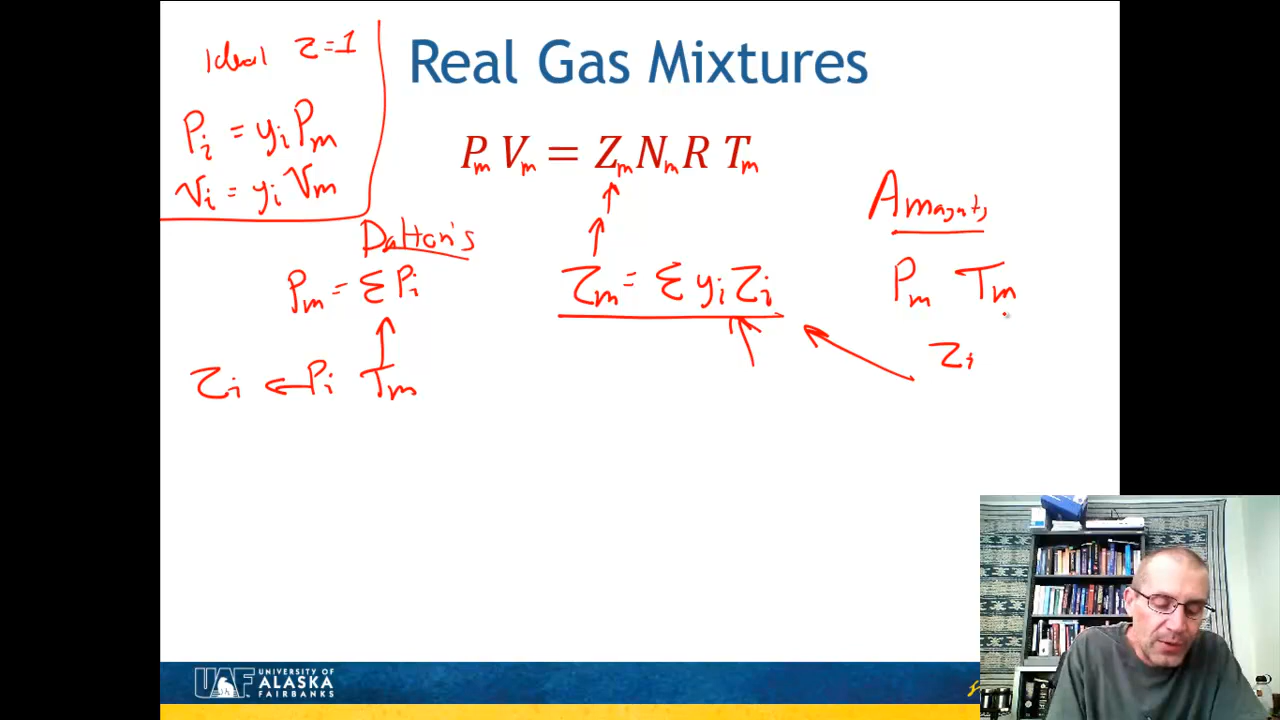 Real Gas Mixtures
Ideal Z=1
Pᵢ = yᵢ Pₘ
Vᵢ = yᵢ Vₘ
Pₘ Vₘ = Zₘ Nₘ R Tₘ
Dalton's
Pₘ = Σ Pᵢ
Zᵢ ← Pᵢ Tₘ
Zₘ = Σ yᵢ Zᵢ
Amagats
Pₘ Tₘ
Zᵢ
UAF
UNIVERSITY OF
ALASKA
FAIRBANKS